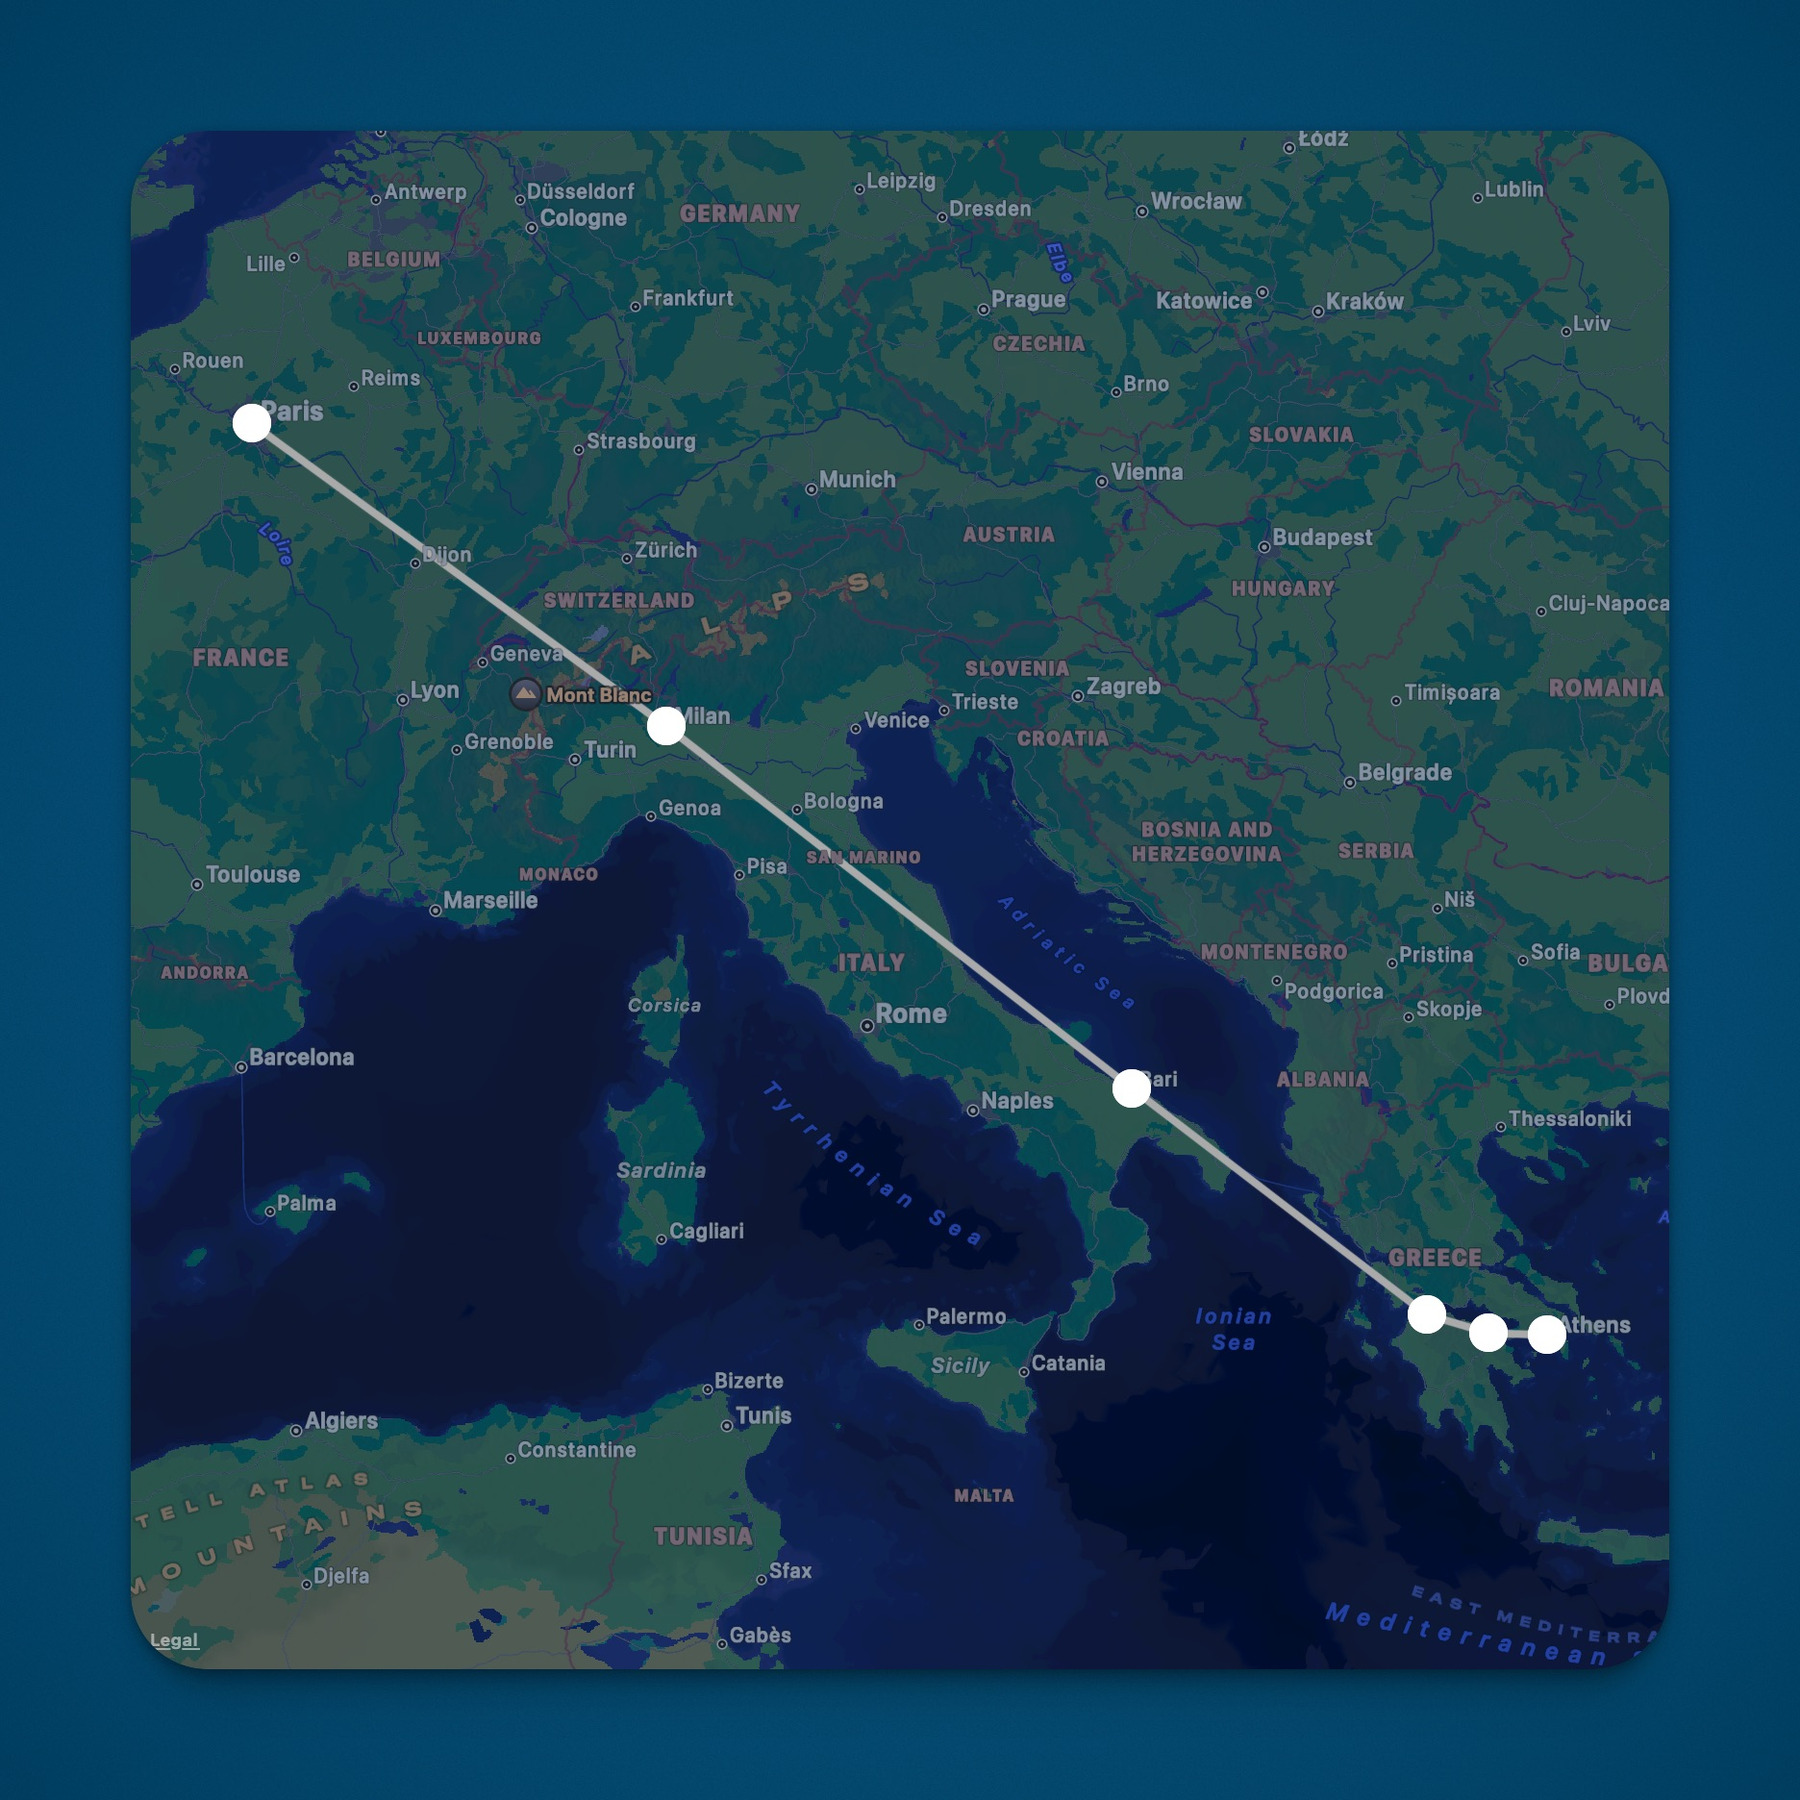 Łódź
Leipzig
Antwerp
Düsseldorf
Lublin
Cologne
GERMANY
Dresden
Wrocław
Lille
BELGIUM
Elbe
Frankfurt
Prague
Katowice
Kraków
Lviv
LUXEMBOURG
CZECHIA
Rouen
Reims
Brno
Paris
Strasbourg
SLOVAKIA
Munich
Vienna
Loire
AUSTRIA
Budapest
Dijon
Zürich
ALPS
HUNGARY
SWITZERLAND
Cluj-Napoca
FRANCE
Geneva
SLOVENIA
Lyon
Mont Blanc
Zagreb
Timișoara
ROMANIA
Milan
Venice
Trieste
CROATIA
Grenoble
Turin
Belgrade
Genoa
Bologna
BOSNIA AND
HERZEGOVINA
SERBIA
SAN MARINO
Pisa
Toulouse
MONACO
Marseille
Niš
Adriatic Sea
ANDORRA
ITALY
MONTENEGRO
Pristina
Sofia
BULGA
Podgorica
Plovd
Corsica
Rome
Skopje
Barcelona
Bari
ALBANIA
Naples
Thessaloniki
Tyrrhenian Sea
Sardinia
Palma
A
Cagliari
GREECE
Palermo
Ionian
Sea
Athens
Sicily
Catania
Bizerte
Tunis
Algiers
Constantine
TELL ATLAS
MOUNTAINS
MALTA
TUNISIA
Djelfa
Sfax
EAST MEDITERRA
Mediterranean
Gabès
Legal